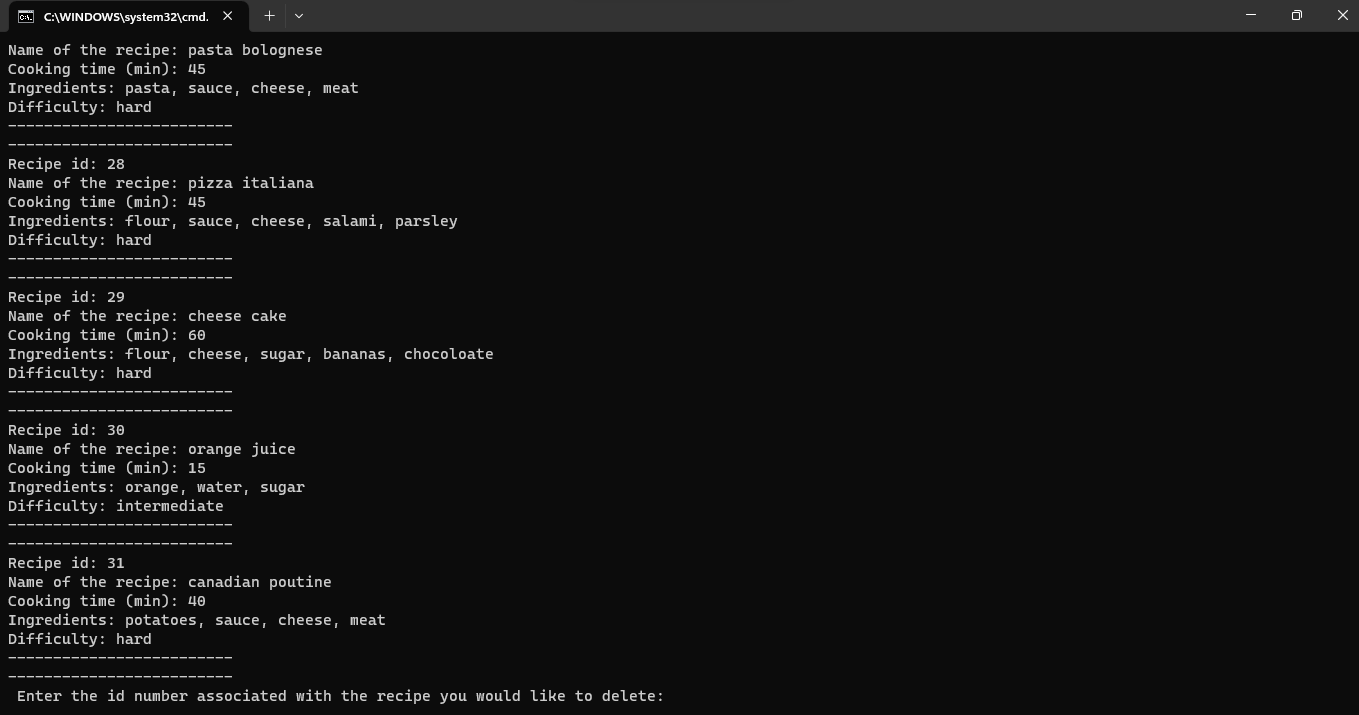 C:\WINDOWS\system32\cmd.
Name of the recipe: pasta bolognese
Cooking time (min): 45
Ingredients: pasta, sauce, cheese, meat
Difficulty: hard
-------------------------
-------------------------
Recipe id: 28
Name of the recipe: pizza italiana
Cooking time (min): 45
Ingredients: flour, sauce, cheese, salami, parsley
Difficulty: hard
-------------------------
-------------------------
Recipe id: 29
Name of the recipe: cheese cake
Cooking time (min): 60
Ingredients: flour, cheese, sugar, bananas, chocoloate
Difficulty: hard
-------------------------
-------------------------
Recipe id: 30
Name of the recipe: orange juice
Cooking time (min): 15
Ingredients: orange, water, sugar
Difficulty: intermediate
-------------------------
-------------------------
Recipe id: 31
Name of the recipe: canadian poutine
Cooking time (min): 40
Ingredients: potatoes, sauce, cheese, meat
Difficulty: hard
-------------------------
-------------------------
Enter the id number associated with the recipe you would like to delete: